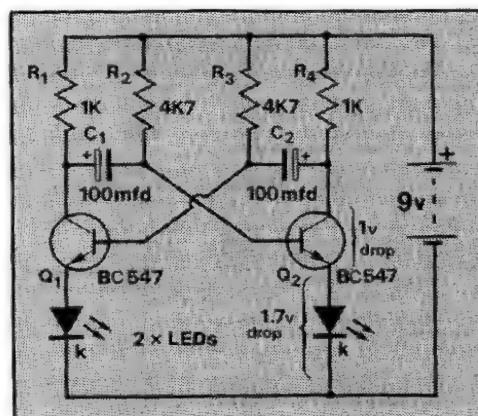 R1 R2 R3 R4
1K 4K7 4K7 1K
C1 C2
+ +
100mfd 100mfd
+
9v
1v
drop
Q1 BC547 Q2 BC547
1.7v
drop
2 × LEDs
k k